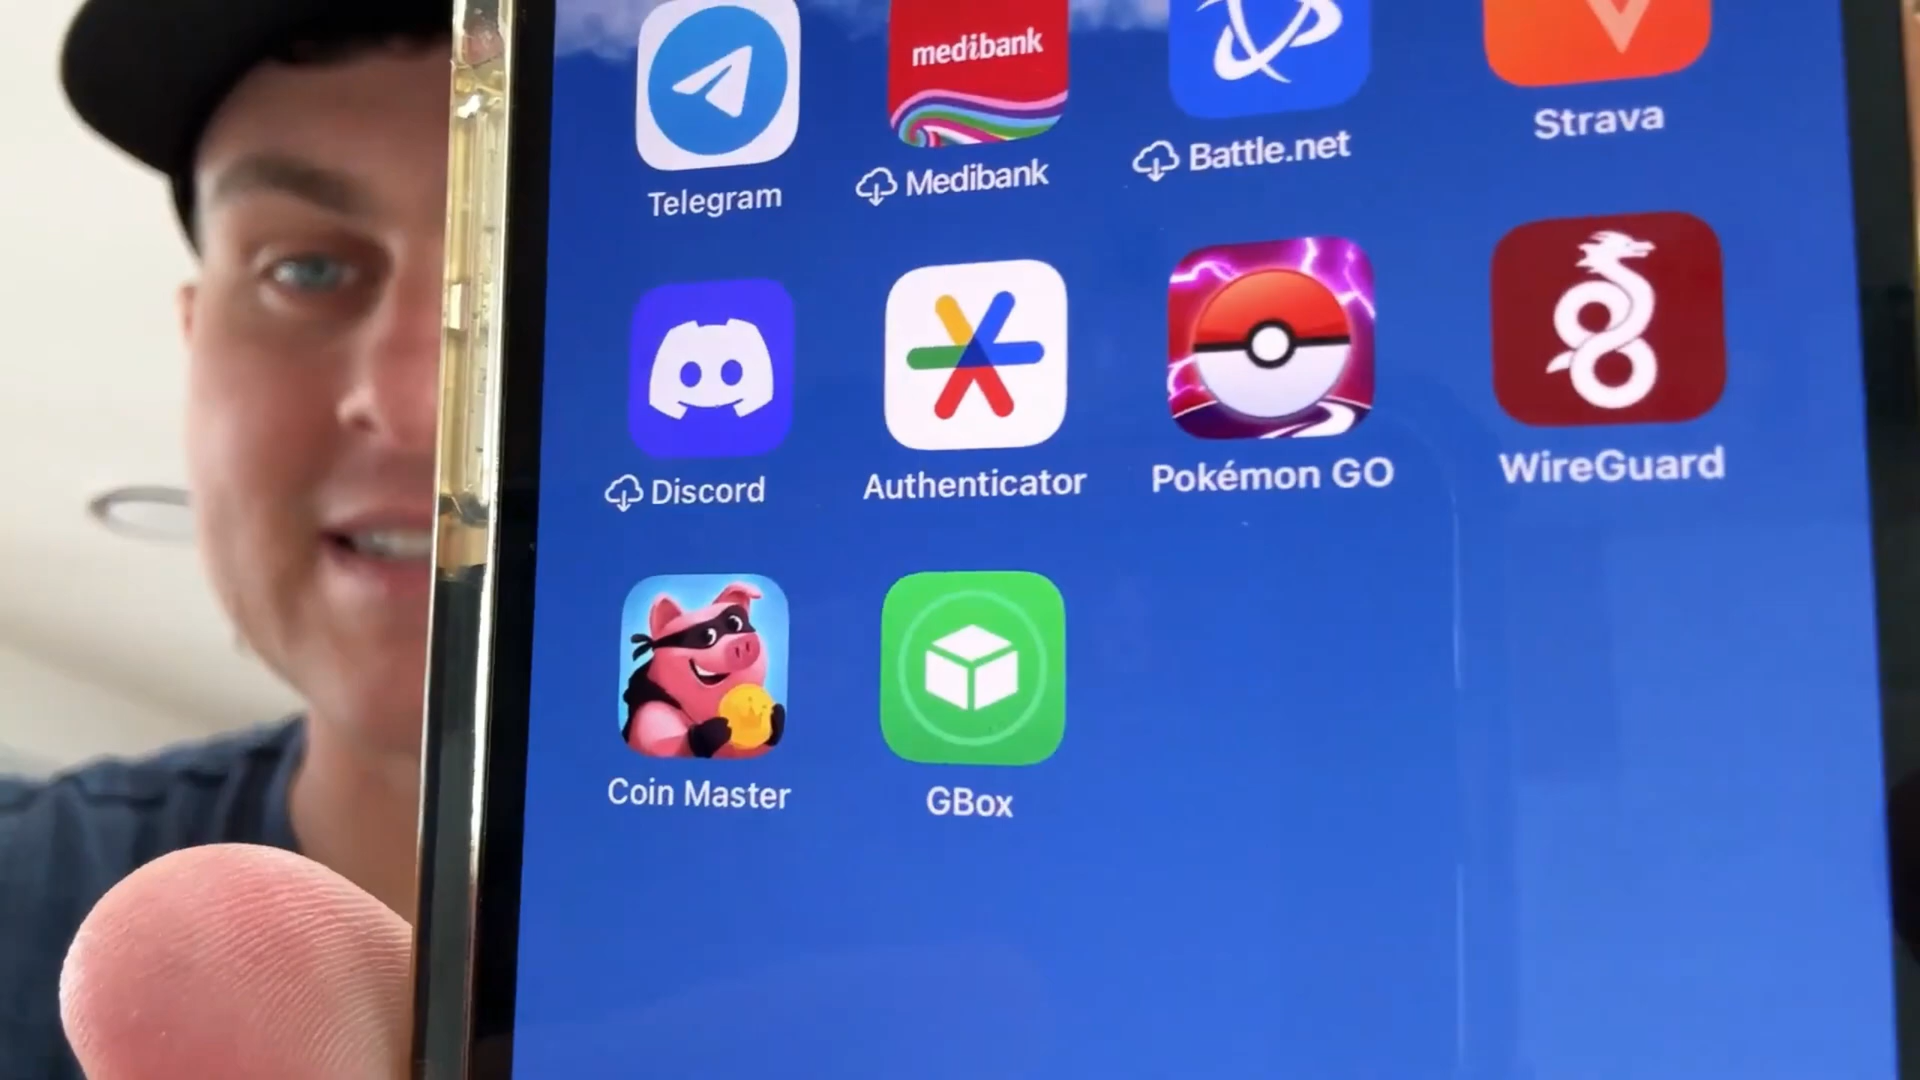 medibank
Telegram
Medibank
Battle.net
Strava
Discord
Authenticator
Pokémon GO
WireGuard
Coin Master
GBox